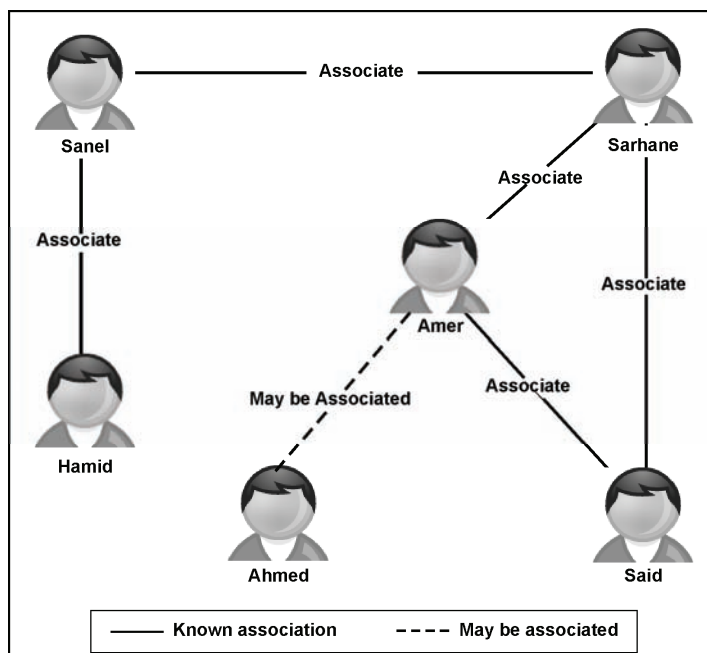 Associate
Sanel
Sarhane
Associate
Associate
Associate
Amer
Associate
May be Associated
Hamid
Ahmed
Said
Known association
May be associated